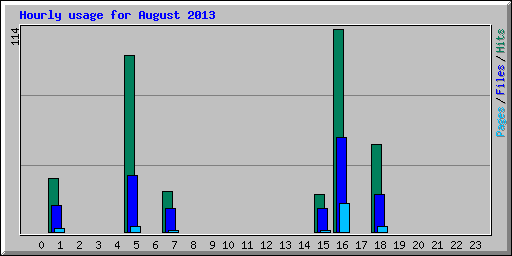 Hourly usage for August 2013
114
Pages/Files/Hits
0 1 2 3 4 5 6 7 8 9 10 11 12 13 14 15 16 17 18 19 20 21 22 23